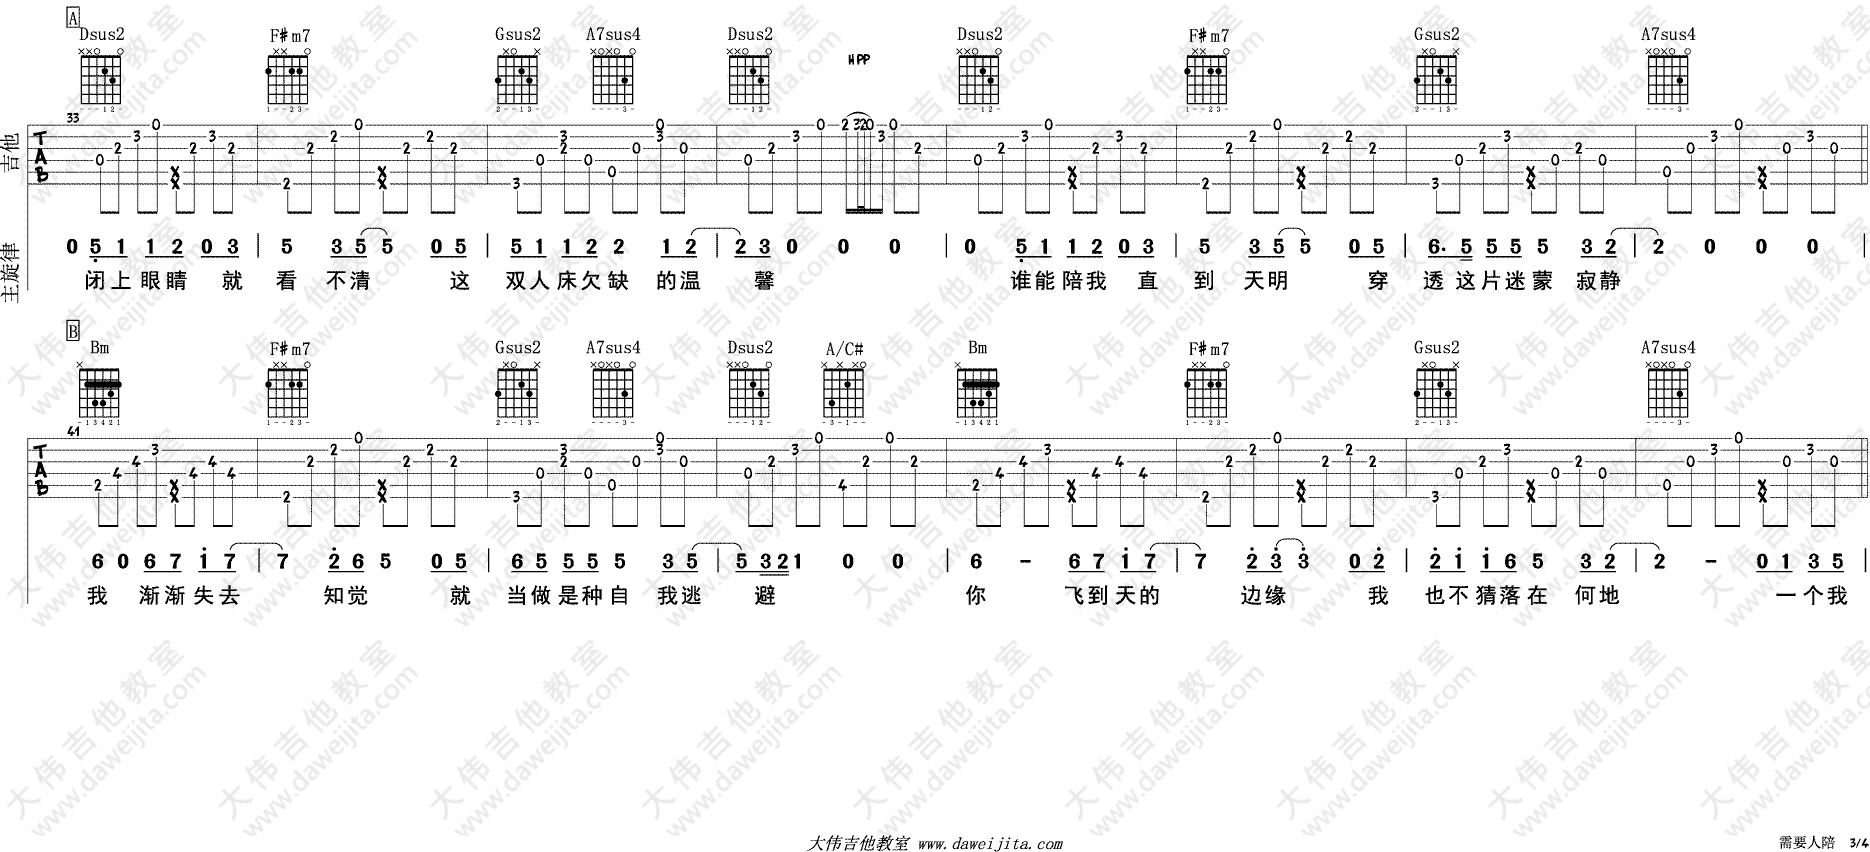 A
Dsus2 F#m7 Gsus2 A7sus4 Dsus2 HPP Dsus2 F#m7 Gsus2 A7sus4
33
吉他
TAB
主旋律
0 5 1 1 2 0 3 | 5 3 5 5 0 5 | 5 1 1 2 2 1 2 | 2 3 0 0 0 | 0 5 1 1 2 0 3 | 5 3 5 5 0 5 | 6. 5 5 5 5 3 2 | 2 0 0 0 |
闭上眼睛 就 看 不清 这 双人床欠缺 的温 馨 谁能陪我 直 到 天明 穿 透这片迷蒙 寂静
B
Bm F#m7 Gsus2 A7sus4 Dsus2 A/C# Bm F#m7 Gsus2 A7sus4
41
TAB
6 0 6 7 1 7 | 7 2 6 5 0 5 | 6 5 5 5 5 3 5 | 5 3 2 1 0 0 | 6 - 6 7 1 7 | 7 2 3 3 0 2 | 2 1 1 6 5 3 2 | 2 - 0 1 3 5 |
我 渐渐失去 知觉 就 当做是种自 我逃 避 你 飞到天的 边缘 我 也不猜落在 何地 一个我
大伟吉他教室 www.daweijita.com
需要人陪 3/4